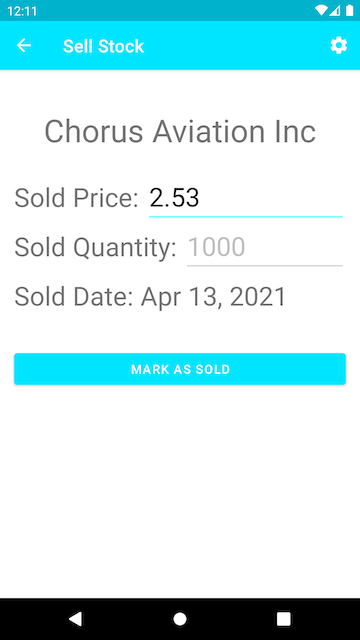 12:11
Sell Stock
Chorus Aviation Inc
Sold Price: 2.53
Sold Quantity: 1000
Sold Date: Apr 13, 2021
MARK AS SOLD